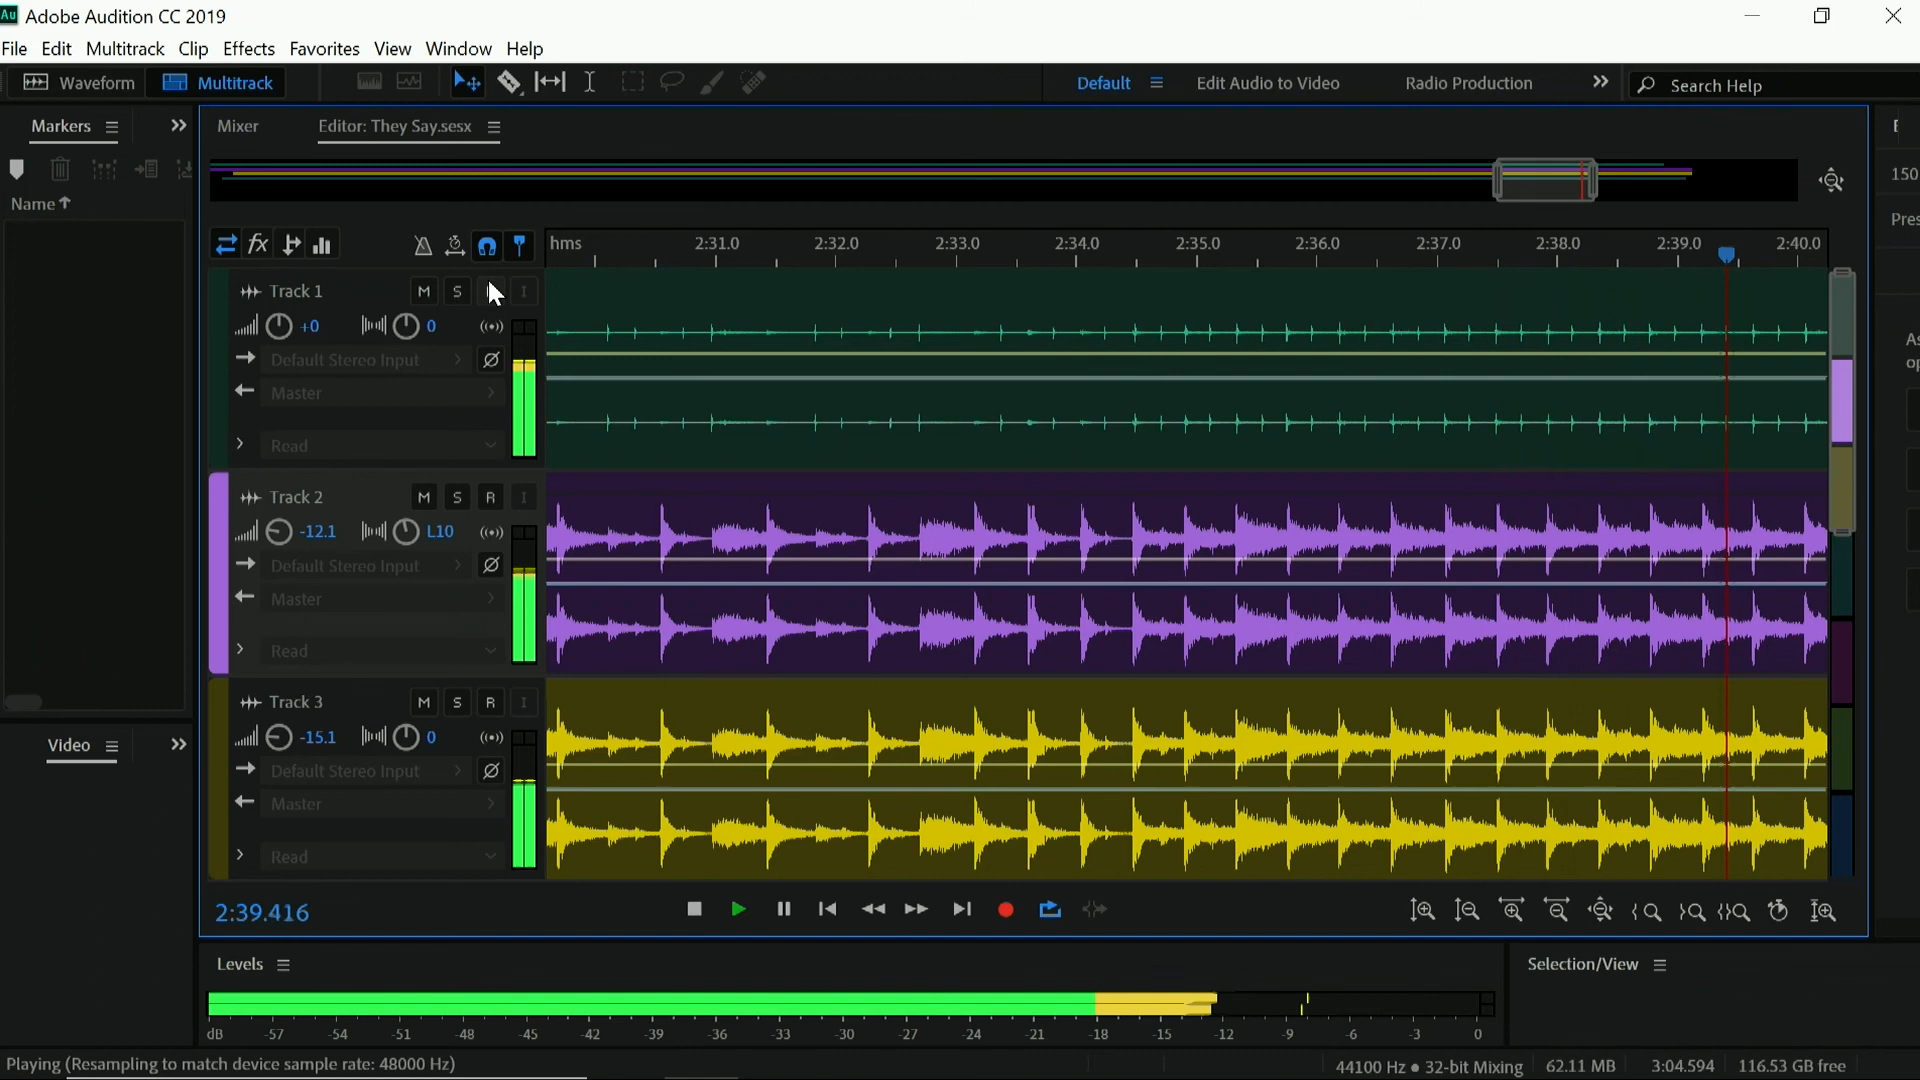 Au Adobe Audition CC 2019
File Edit Multitrack Clip Effects Favorites View Window Help
Waveform Multitrack Default Edit Audio to Video Radio Production Search Help
Markers Mixer Editor: They Say.sesx
150
Name
Pres
hms 2:31.0 2:32.0 2:33.0 2:34.0 2:35.0 2:36.0 2:37.0 2:38.0 2:39.0 2:40.0
fx
Track 1 M S I
+0 0
Default Stereo Input
Master
Read
Track 2 M S R I
-12.1 L10
Default Stereo Input
Master
Read
Track 3 M S R I
-15.1 0
Default Stereo Input
Master
Read
Video
2:39.416
Levels Selection/View
dB -57 -54 -51 -48 -45 -42 -39 -36 -33 -30 -27 -24 -21 -18 -15 -12 -9 -6 -3 0
Playing (Resampling to match device sample rate: 48000 Hz) 44100 Hz ● 32-bit Mixing 62.11 MB 3:04.594 116.53 GB free